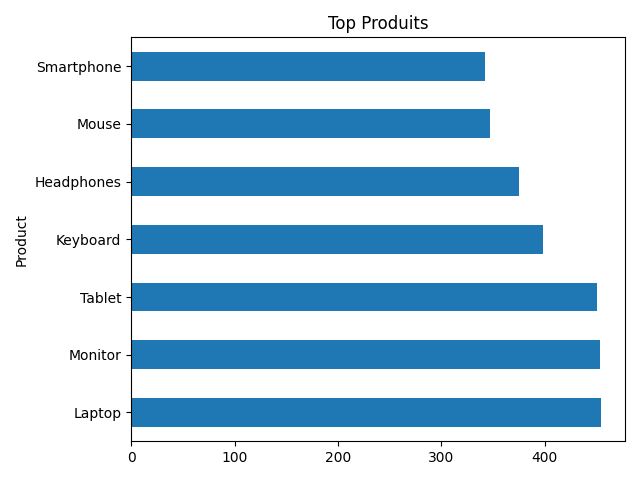 Top Produits
Smartphone
Mouse
Headphones
Keyboard
Tablet
Monitor
Laptop
Product
0 100 200 300 400